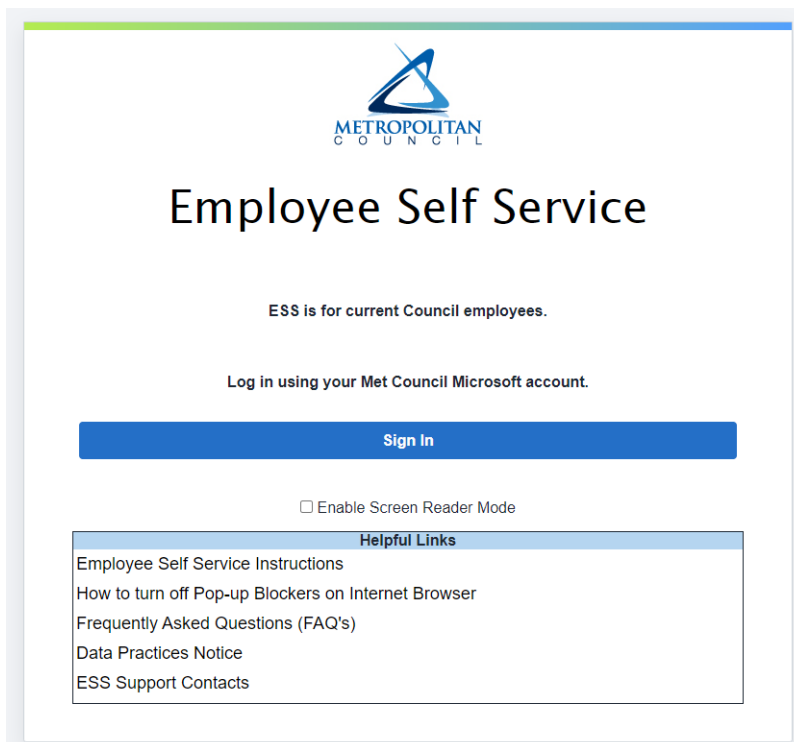 METROPOLITAN
COUNCIL
Employee Self Service
ESS is for current Council employees.
Log in using your Met Council Microsoft account.
Sign In
Enable Screen Reader Mode
Helpful Links
Employee Self Service Instructions
How to turn off Pop-up Blockers on Internet Browser
Frequently Asked Questions (FAQ's)
Data Practices Notice
ESS Support Contacts